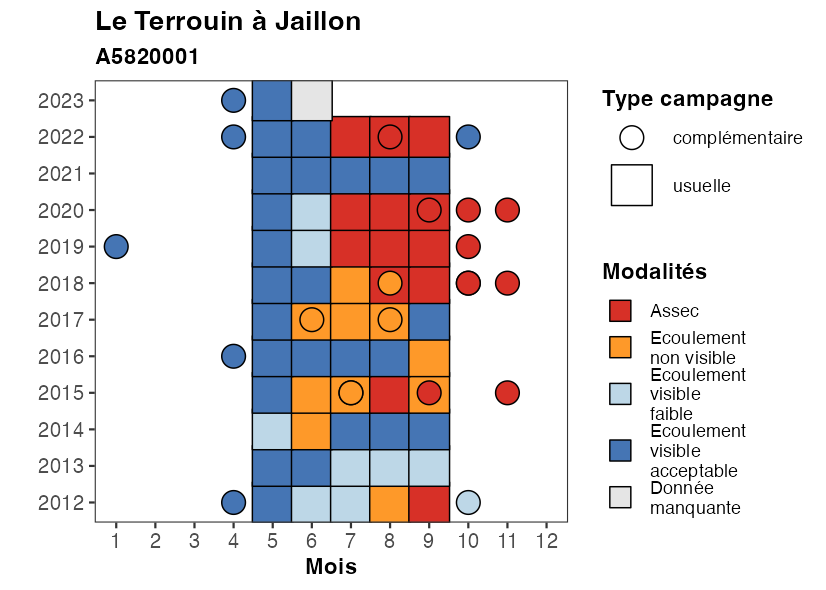 Le Terrouin à Jaillon
A5820001
2023
2022
2021
2020
2019
2018
2017
2016
2015
2014
2013
2012
1 2 3 4 5 6 7 8 9 10 11 12
Mois
Type campagne
complémentaire
usuelle
Modalités
Assec
Ecoulement
non visible
Ecoulement
visible
faible
Ecoulement
visible
acceptable
Donnée
manquante